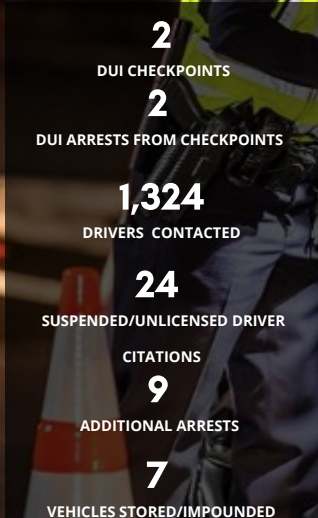 2
DUI CHECKPOINTS
2
DUI ARRESTS FROM CHECKPOINTS
1,324
DRIVERS CONTACTED
24
SUSPENDED/UNLICENSED DRIVER
CITATIONS
9
ADDITIONAL ARRESTS
7
VEHICLES STORED/IMPOUNDED